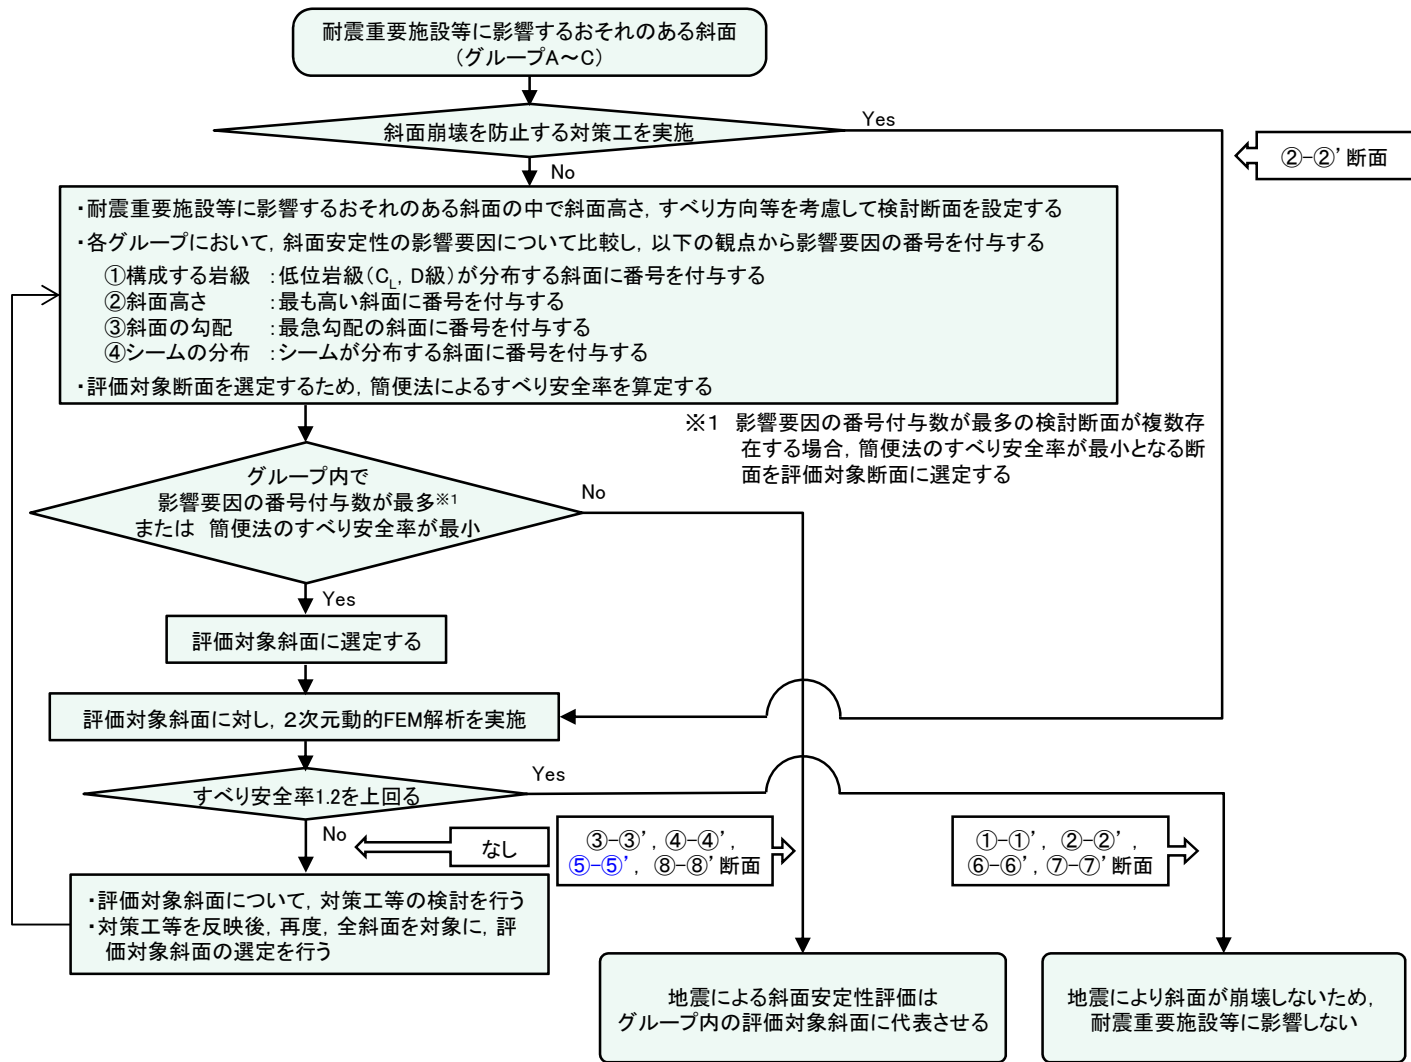 耐震重要施設等に影響するおそれのある斜面
（グループA～C）
斜面崩壊を防止する対策工を実施
Yes
②-②’断面
No
・耐震重要施設等に影響するおそれのある斜面の中で斜面高さ，すべり方向等を考慮して検討断面を設定する
・各グループにおいて，斜面安定性の影響要因について比較し，以下の観点から影響要因の番号を付与する
①構成する岩級　：低位岩級（CL，D級）が分布する斜面に番号を付与する
②斜面高さ　：最も高い斜面に番号を付与する
③斜面の勾配　：最急勾配の斜面に番号を付与する
④シームの分布　：シームが分布する斜面に番号を付与する
・評価対象断面を選定するため，簡便法によるすべり安全率を算定する
※1　影響要因の番号付与数が最多の検討断面が複数存
在する場合，簡便法のすべり安全率が最小となる断
面を評価対象断面に選定する
グループ内で
影響要因の番号付与数が最多※1
または　簡便法のすべり安全率が最小
No
Yes
評価対象斜面に選定する
評価対象斜面に対し，２次元動的FEM解析を実施
すべり安全率1.2を上回る
Yes
No
なし
③-③’，④-④’，
⑤-⑤’，⑧-⑧’断面
①-①’，②-②’，
⑥-⑥’，⑦-⑦’断面
・評価対象斜面について，対策工等の検討を行う
・対策工等を反映後，再度，全斜面を対象に，評
価対象斜面の選定を行う
地震による斜面安定性評価は
グループ内の評価対象斜面に代表させる
地震により斜面が崩壊しないため，
耐震重要施設等に影響しない